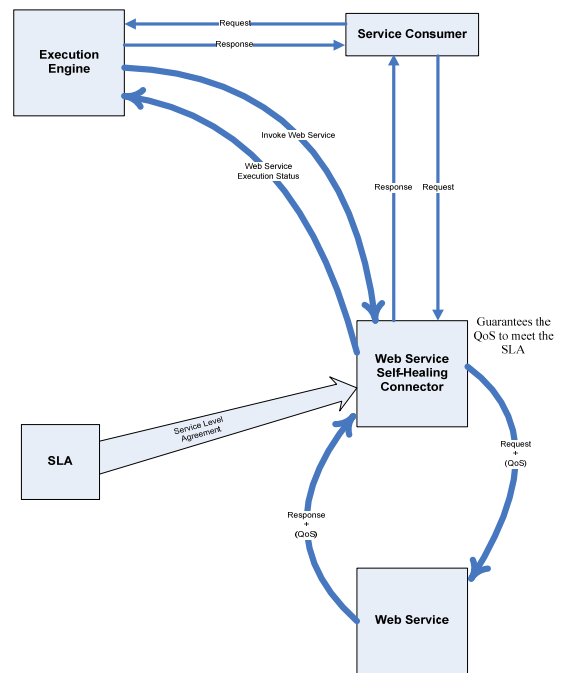 Request
Service Consumer
Execution
Engine
Response
Invoke Web Service
Web Service
Execution Status
Response
Request
Guarantees the
QoS to meet the
SLA
Web Service
Self-Healing
Connector
Service Level
Agreement
SLA
Request
+
(QoS)
Response
+
(QoS)
Web Service